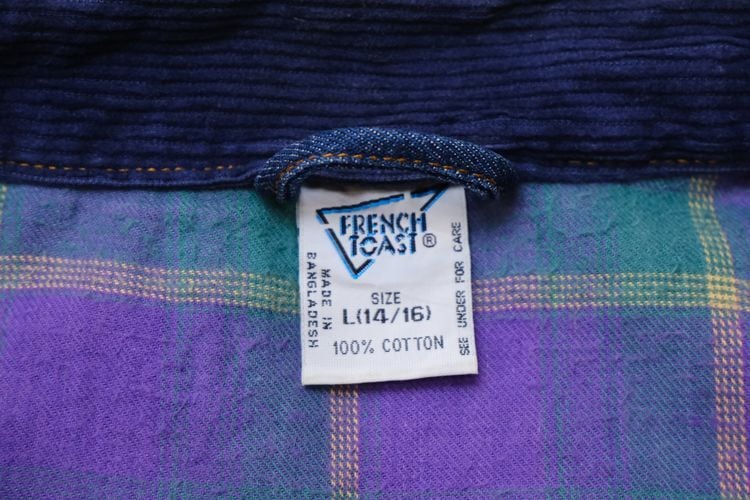 FRENCH
TOAST®
MADE IN
BANGLADESH
SIZE
L(14/16)
100% COTTON
SEE UNDER FOR CARE